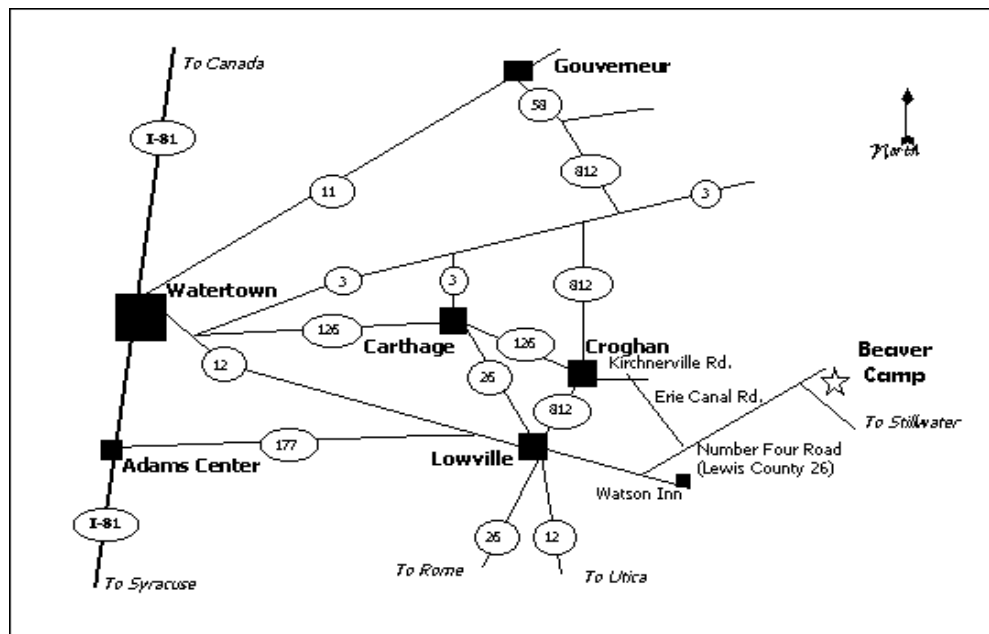 To Canada
Gouverneur
58
I-81
North
812
11
3
3
3
812
Watertown
126
Carthage
126
Croghan
Kirchnerville Rd.
Beaver
Camp
12
26
Erie Canal Rd.
812
To Stillwater
177
Adams Center
Lowville
Number Four Road
(Lewis County 26)
Watson Inn
I-81
26
12
To Rome
To Utica
To Syracuse